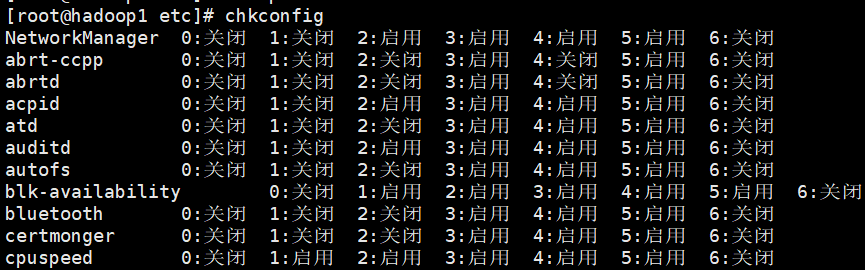 [root@hadoop1 etc]# chkconfig
NetworkManager 0:关闭 1:关闭 2:启用 3:启用 4:启用 5:启用 6:关闭
abrt-ccpp 0:关闭 1:关闭 2:关闭 3:启用 4:关闭 5:启用 6:关闭
abrtd 0:关闭 1:关闭 2:关闭 3:启用 4:关闭 5:启用 6:关闭
acpid 0:关闭 1:关闭 2:启用 3:启用 4:启用 5:启用 6:关闭
atd 0:关闭 1:关闭 2:关闭 3:启用 4:启用 5:启用 6:关闭
auditd 0:关闭 1:关闭 2:启用 3:启用 4:启用 5:启用 6:关闭
autofs 0:关闭 1:关闭 2:关闭 3:启用 4:启用 5:启用 6:关闭
blk-availability 0:关闭 1:启用 2:启用 3:启用 4:启用 5:启用 6:关闭
bluetooth 0:关闭 1:关闭 2:关闭 3:启用 4:启用 5:启用 6:关闭
certmonger 0:关闭 1:关闭 2:关闭 3:启用 4:启用 5:启用 6:关闭
cpuspeed 0:关闭 1:启用 2:启用 3:启用 4:启用 5:启用 6:关闭